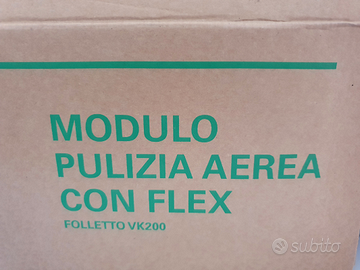 MODULO
PULIZIA AEREA
CON FLEX
FOLLETTO VK200
subito